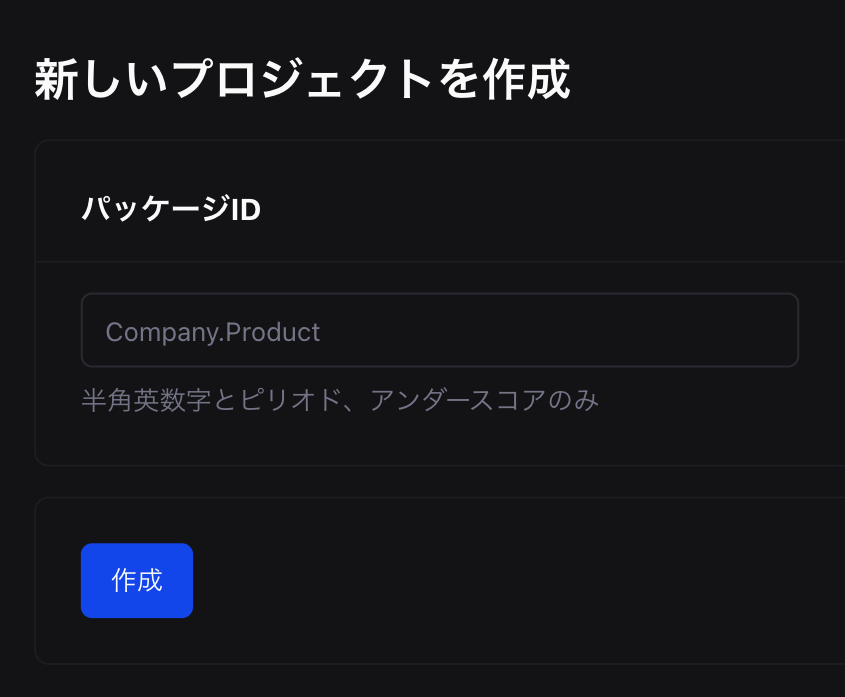 新しいプロジェクトを作成
パッケージID
Company.Product
半角英数字とピリオド、アンダースコアのみ
作成